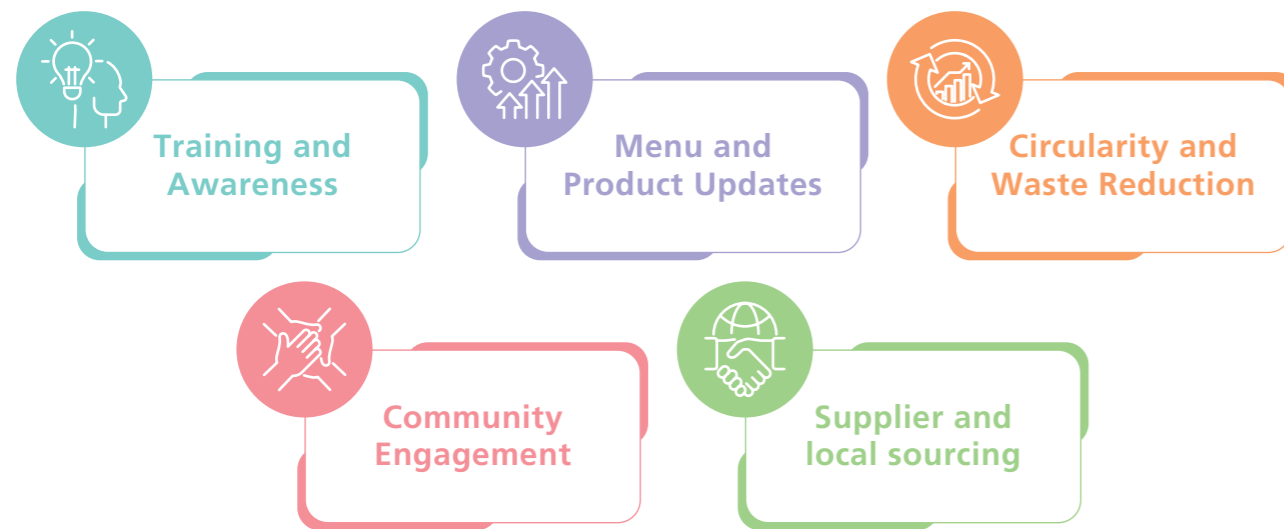 Training and
Awareness
Menu and
Product Updates
Circularity and
Waste Reduction
Community
Engagement
Supplier and
local sourcing